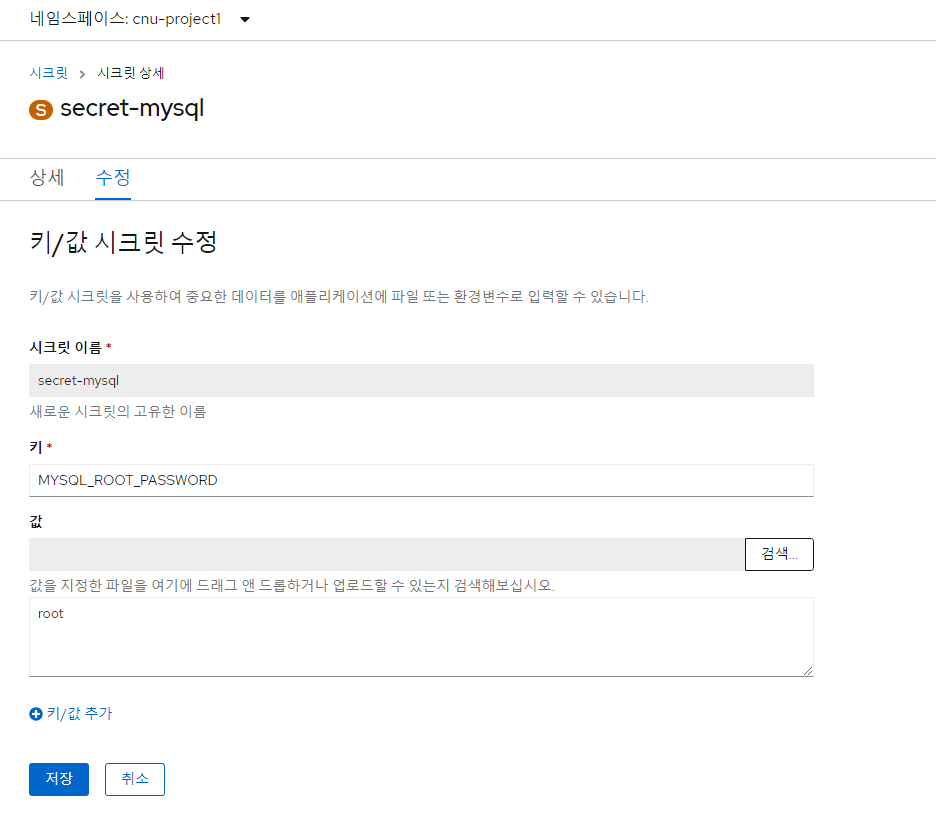 네임스페이스: cnu-project1
시크릿 > 시크릿 상세
S secret-mysql
상세 수정
키/값 시크릿 수정
키/값 시크릿을 사용하여 중요한 데이터를 애플리케이션에 파일 또는 환경변수로 입력할 수 있습니다.
시크릿 이름 *
secret-mysql
새로운 시크릿의 고유한 이름
키 *
MYSQL_ROOT_PASSWORD
값
검색...
값을 지정한 파일을 여기에 드래그 앤 드롭하거나 업로드할 수 있는지 검색해보십시오.
root
키/값 추가
저장 취소